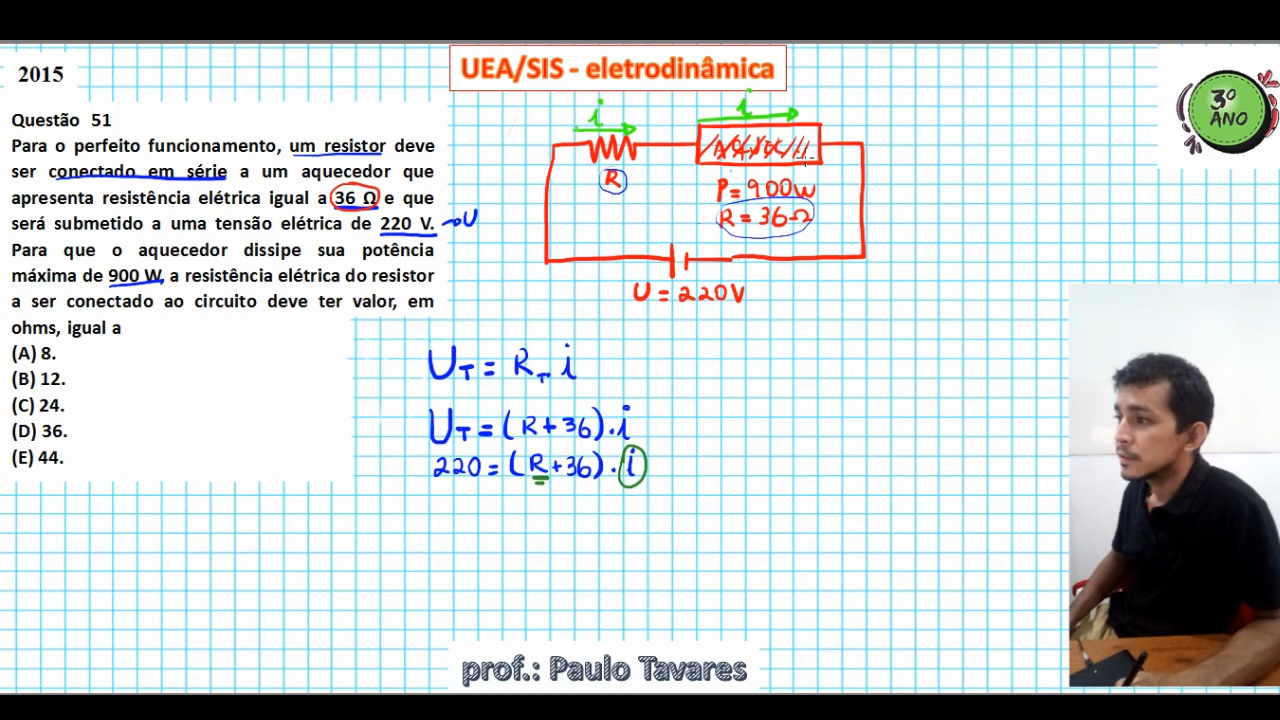 2015
UEA/SIS - eletrodinâmica
3º
ANO
Questão 51
Para o perfeito funcionamento, um resistor deve
ser conectado em série a um aquecedor que
apresenta resistência elétrica igual a 36 Ω e que
será submetido a uma tensão elétrica de 220 V. → U
Para que o aquecedor dissipe sua potência
máxima de 900 W, a resistência elétrica do resistor
a ser conectado ao circuito deve ter valor, em
ohms, igual a
(A) 8.
(B) 12.
(C) 24.
(D) 36.
(E) 44.
i
i
R
P = 900W
R = 36Ω
U = 220V
U_T = R_T i
U_T = (R + 36) . i
220 = (R + 36) . i
prof.: Paulo Tavares